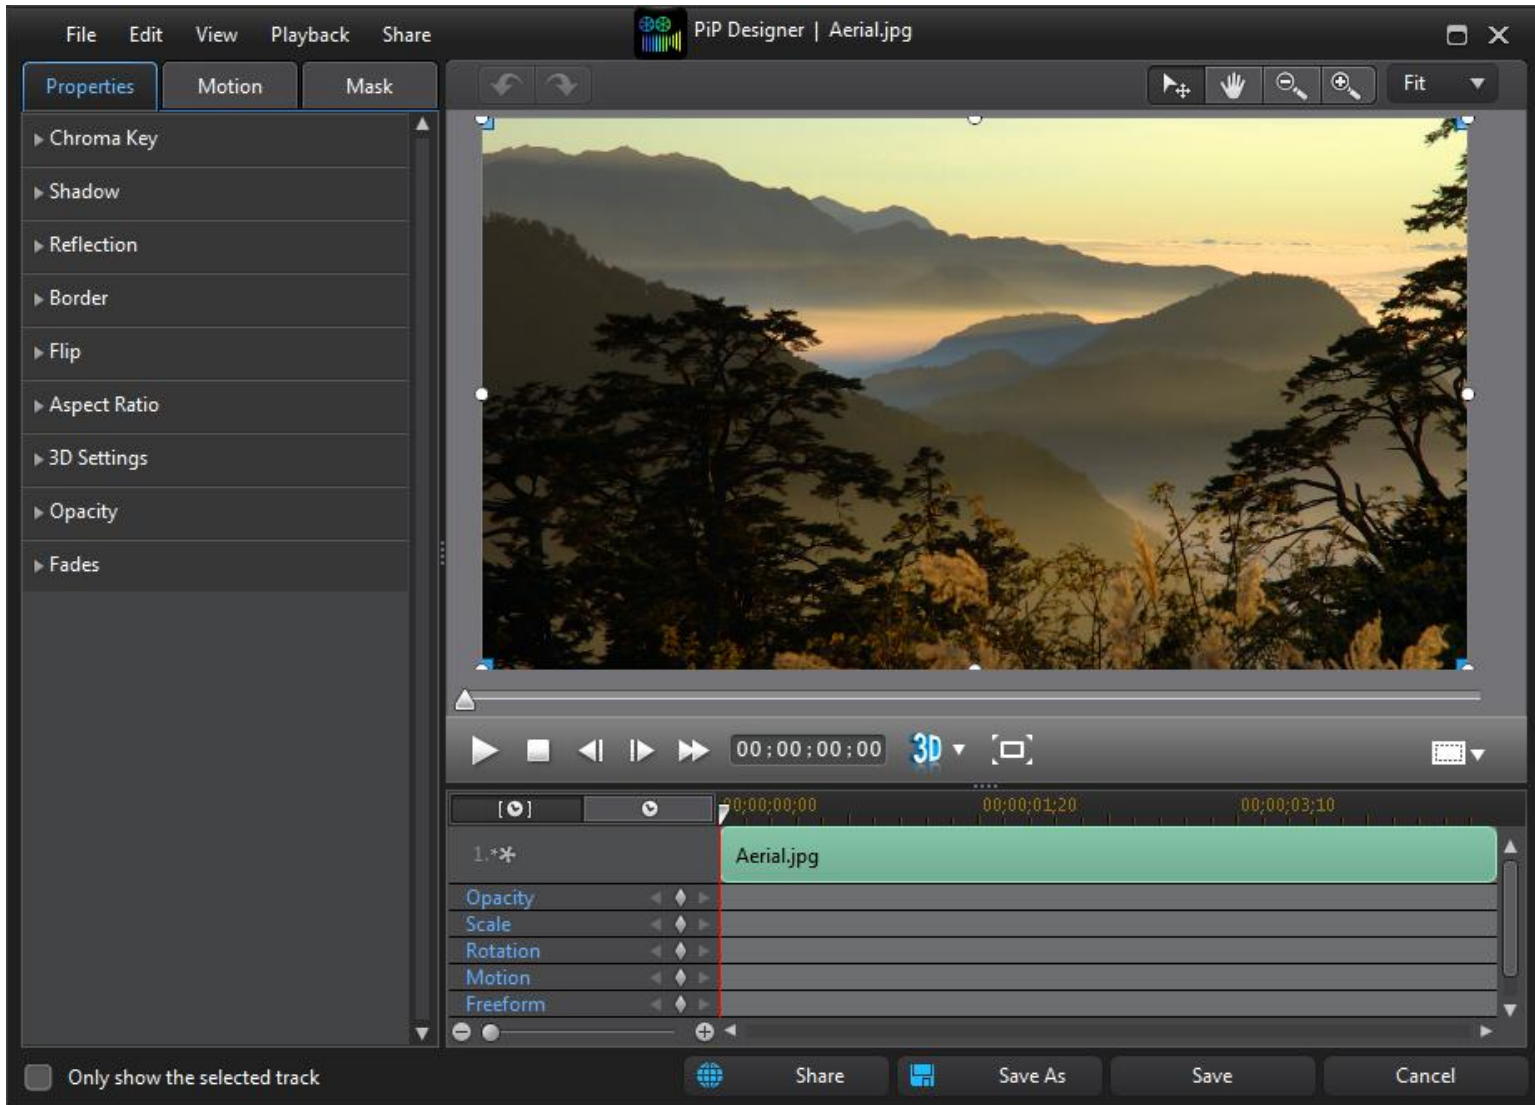 File Edit View Playback Share
PiP Designer | Aerial.jpg
Properties Motion Mask
Fit
Chroma Key
Shadow
Reflection
Border
Flip
Aspect Ratio
3D Settings
Opacity
Fades
00;00;00;00 3D
00;00;00;00 00;00;01;20 00;00;03;10
1.
Aerial.jpg
Opacity
Scale
Rotation
Motion
Freeform
Only show the selected track
Share Save As Save Cancel